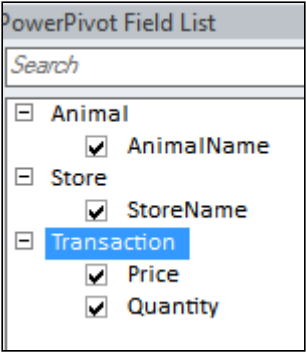 PowerPivot Field List
Search
Animal
AnimalName
Store
StoreName
Transaction
Price
Quantity